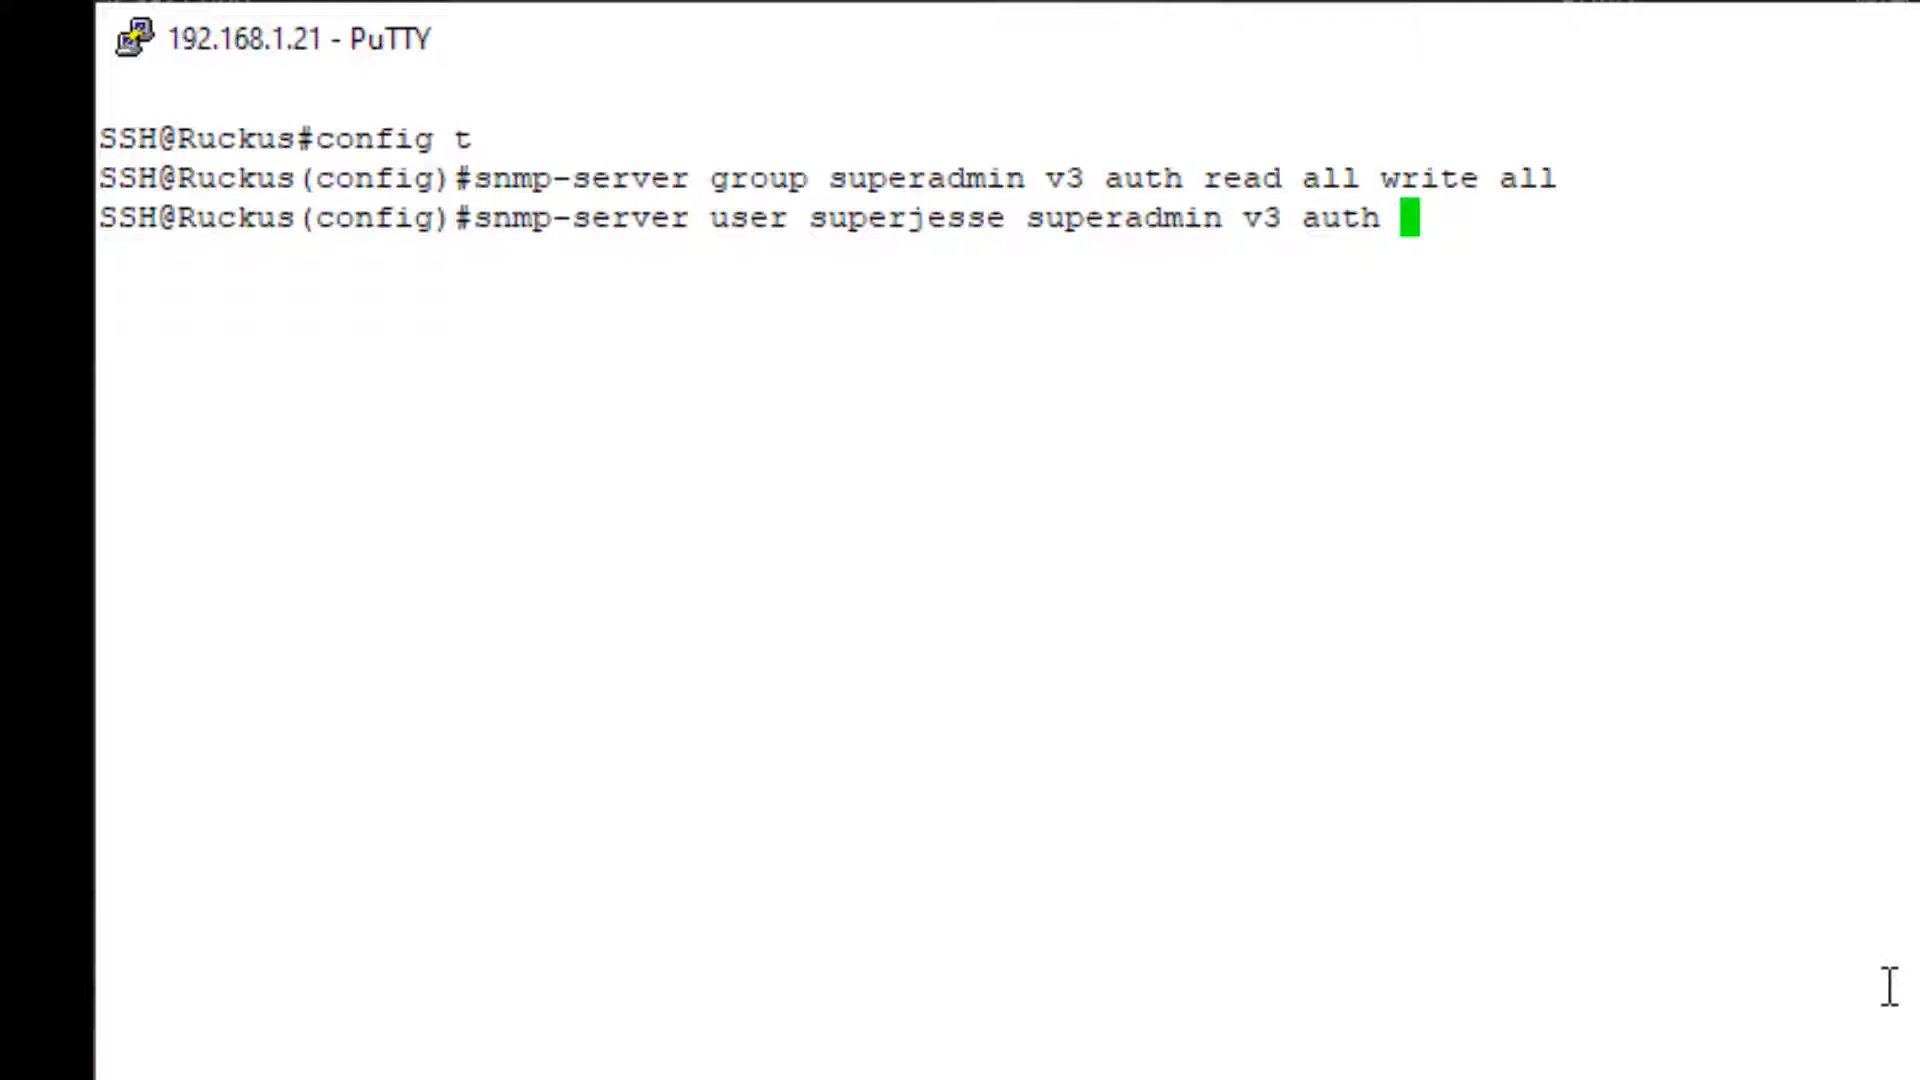 192.168.1.21 - PuTTY
SSH@Ruckus#config t
SSH@Ruckus(config)#snmp-server group superadmin v3 auth read all write all
SSH@Ruckus(config)#snmp-server user superjesse superadmin v3 auth